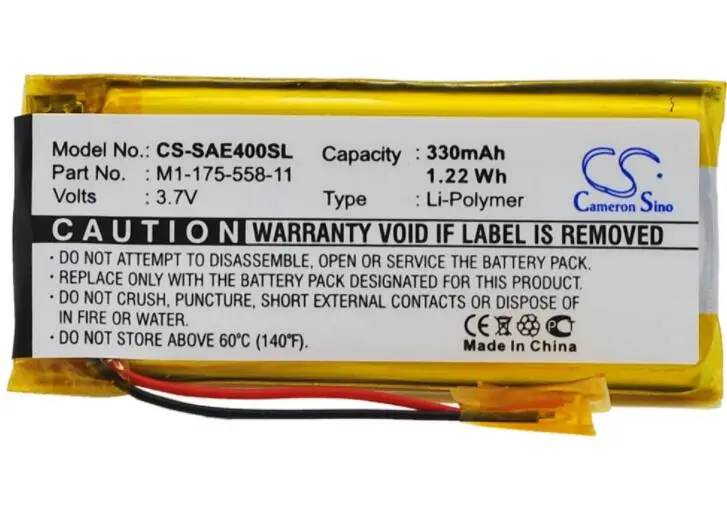 Model No.: CS-SAE400SL
Part No. : M1-175-558-11
Volts : 3.7V
Capacity : 330mAh
1.22 Wh
Type : Li-Polymer
CS
Cameron Sino
CAUTION WARRANTY VOID IF LABEL IS REMOVED
• DO NOT ATTEMPT TO DISASSEMBLE, OPEN OR SERVICE THE BATTERY PACK.
• REPLACE ONLY WITH THE BATTERY PACK DESIGNATED FOR THIS PRODUCT.
• DO NOT CRUSH, PUNCTURE, SHORT EXTERNAL CONTACTS OR DISPOSE OF
IN FIRE OR WATER.
• DO NOT STORE ABOVE 60°C (140°F).
CE
Made In China